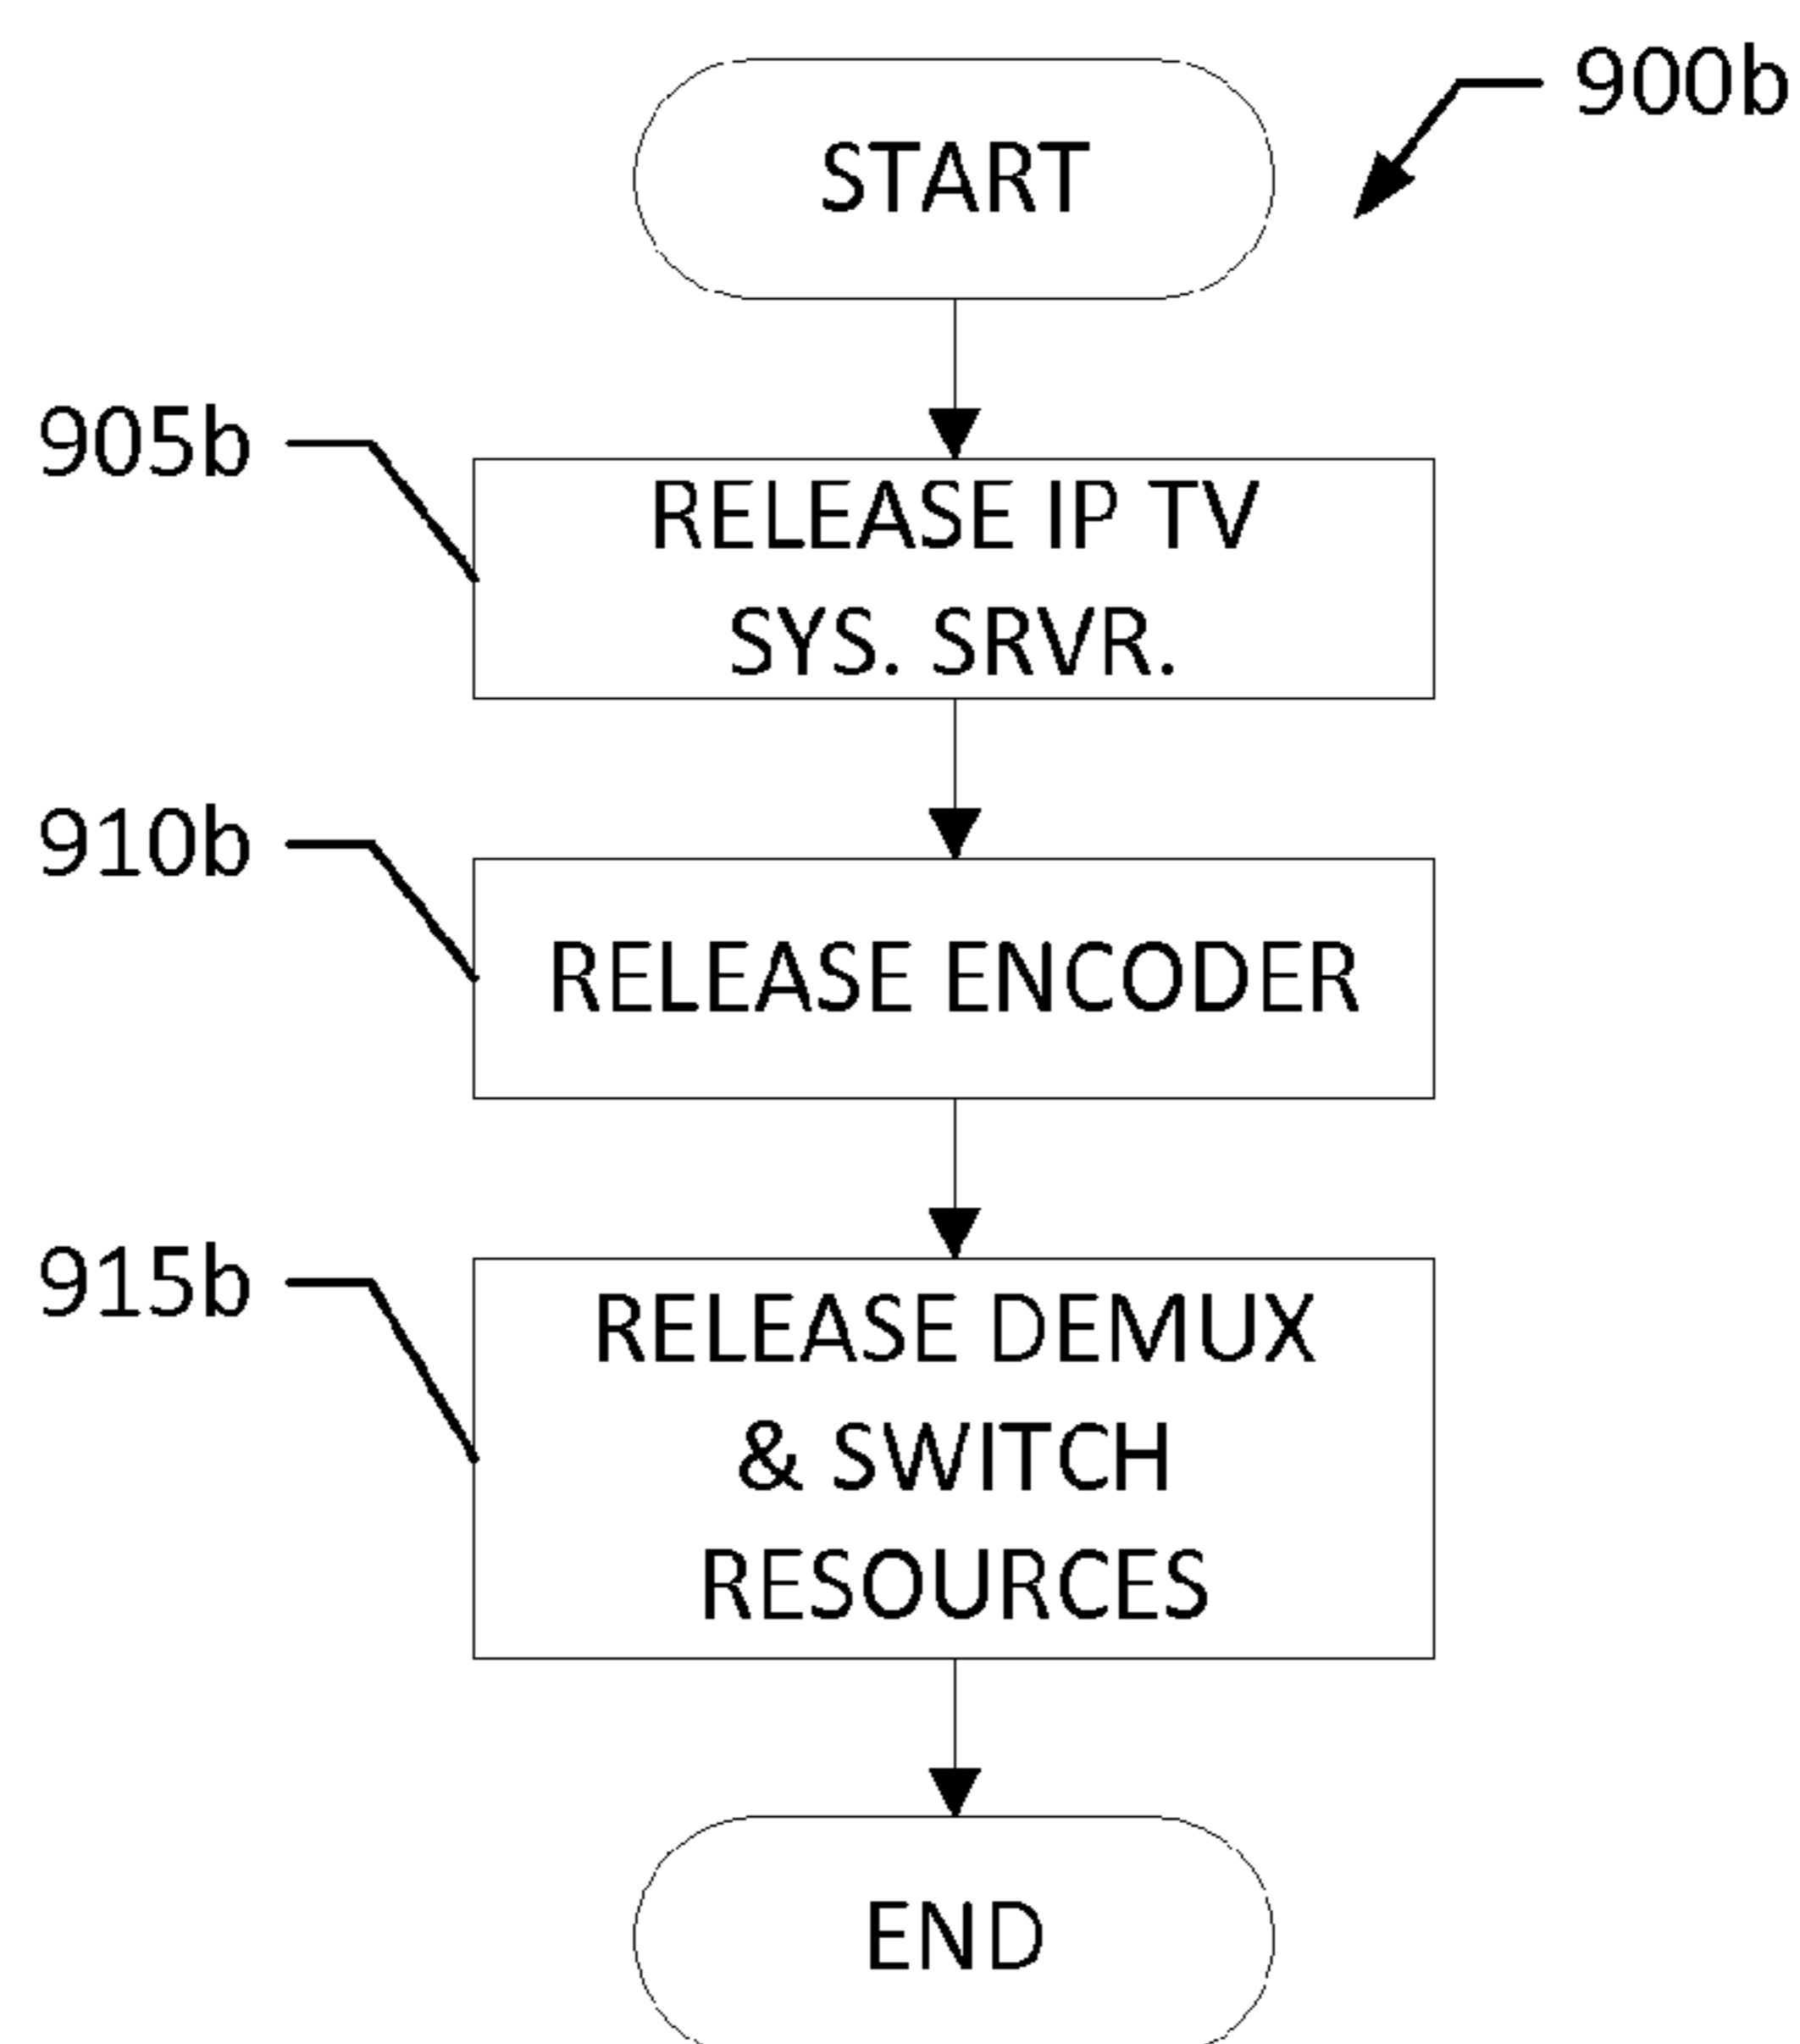 START
900b
905b
RELEASE IP TV
SYS. SRVR.
910b
RELEASE ENCODER
915b
RELEASE DEMUX
& SWITCH
RESOURCES
END